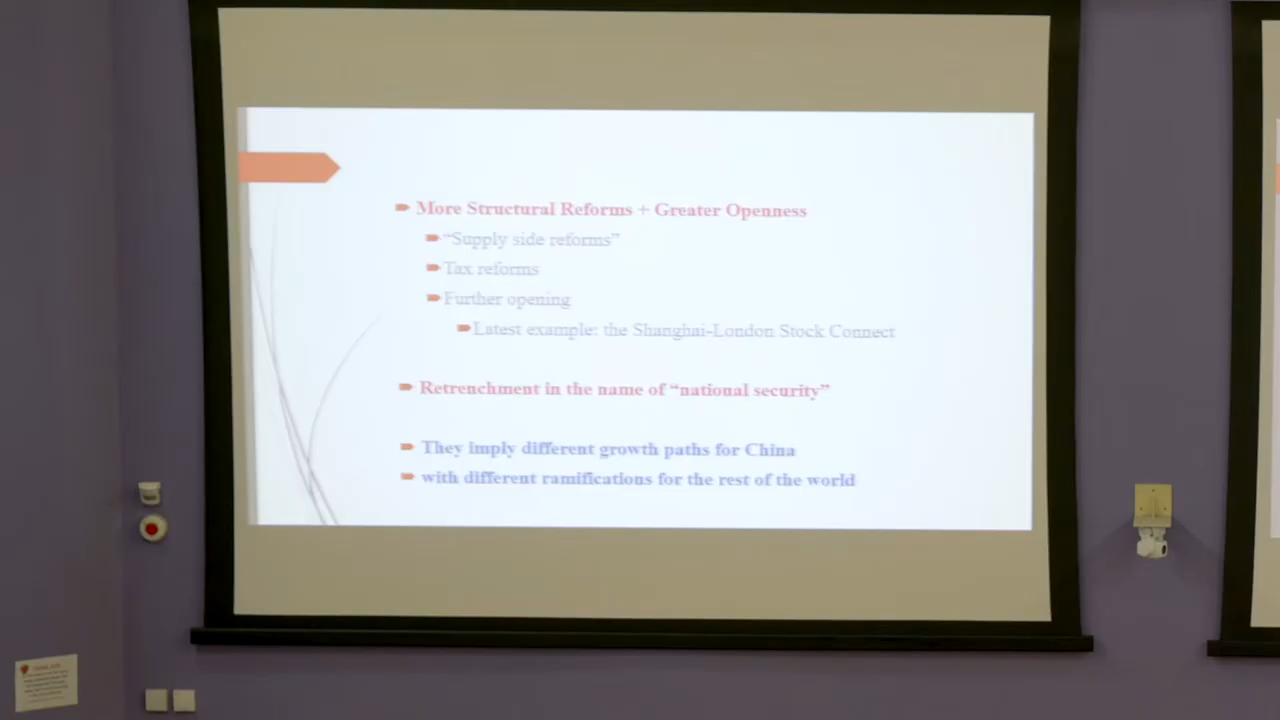 More Structural Reforms + Greater Openness
“Supply side reforms”
Tax reforms
Further opening
Latest example: the Shanghai-London Stock Connect
Retrenchment in the name of “national security”
They imply different growth paths for China
with different ramifications for the rest of the world